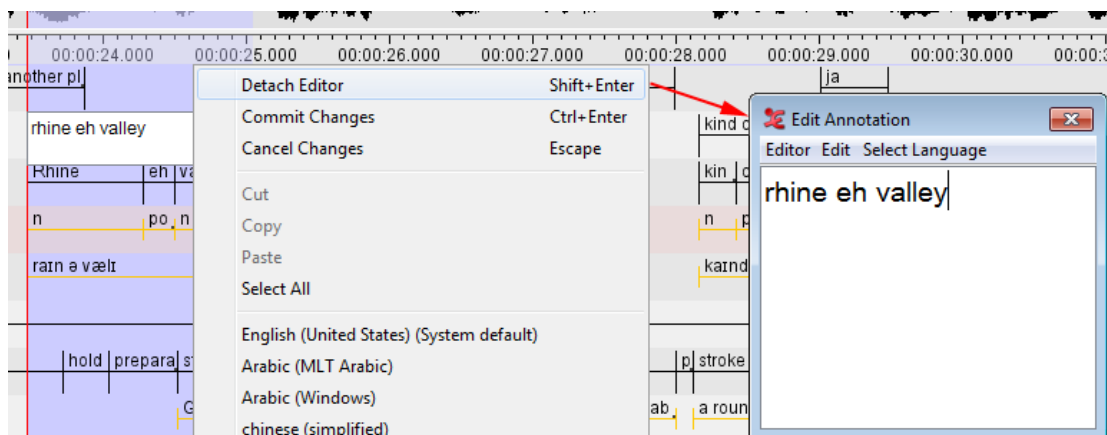 00:00:24.000 00:00:25.000 00:00:26.000 00:00:27.000 00:00:28.000 00:00:29.000 00:00:30.000 00:00:
another pl
ja
Detach Editor Shift+Enter
Commit Changes Ctrl+Enter
Cancel Changes Escape
Cut
Copy
Paste
Select All
English (United States) (System default)
Arabic (MLT Arabic)
Arabic (Windows)
chinese (simplified)
rhine eh valley
kind
Rhine eh va
kin
n po n
n p
raɪn ə vælɪ
kaɪnd
hold prepara s
p stroke
G
ab a roun
Edit Annotation
Editor Edit Select Language
rhine eh valley